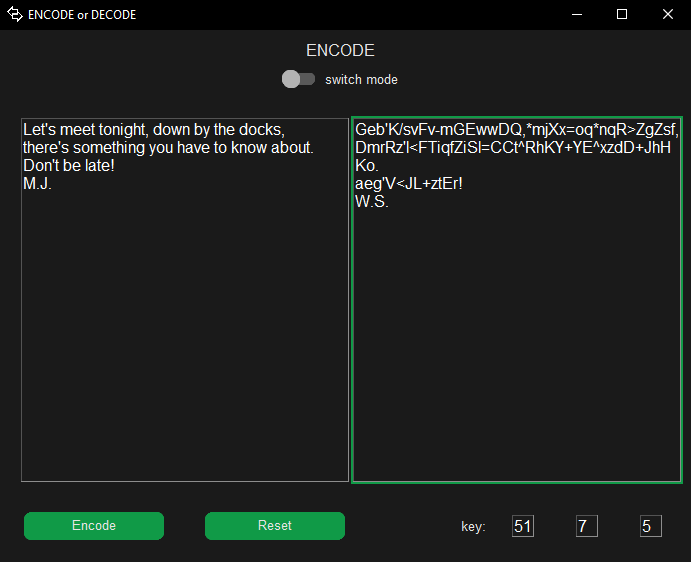 ENCODE or DECODE
ENCODE
switch mode
Let's meet tonight, down by the docks,
there's something you have to know about.
Don't be late!
M.J.
Geb'K/svFv-mGEwwDQ,*mjXx=oq*nqR>ZgZsf,
DmrRz'l<FTiqfZiSl=CCt^RhKY+YE^xzdD+JhH
Ko.
aeg'V<JL+ztEr!
W.S.
Encode
Reset
key:
51
7
5